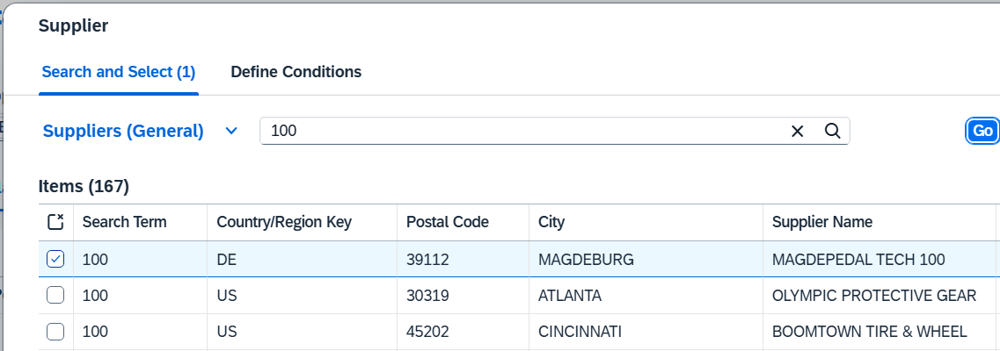 Supplier
Search and Select (1) Define Conditions
Suppliers (General) 100 Go
Items (167)
Search Term Country/Region Key Postal Code City Supplier Name
100 DE 39112 MAGDEBURG MAGDEPEDAL TECH 100
100 US 30319 ATLANTA OLYMPIC PROTECTIVE GEAR
100 US 45202 CINCINNATI BOOMTOWN TIRE & WHEEL